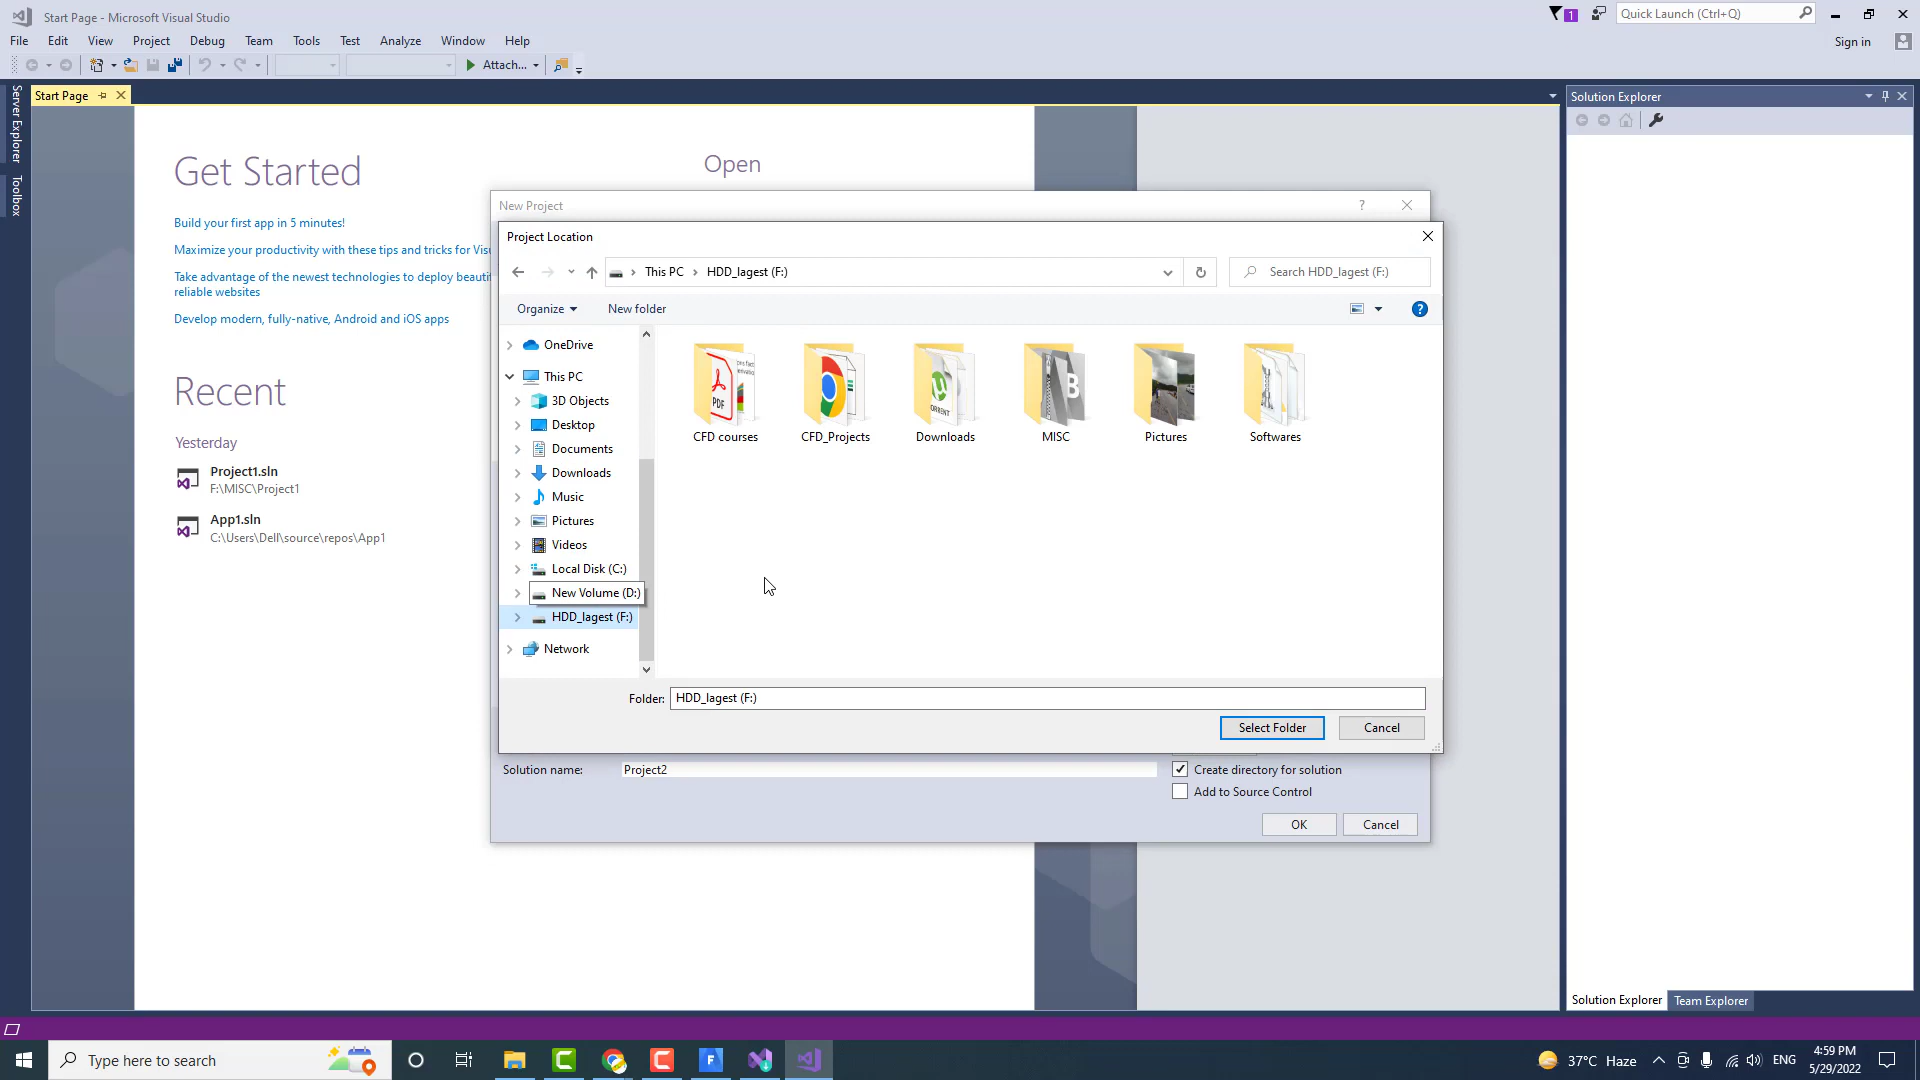 Start Page - Microsoft Visual Studio
1
Quick Launch (Ctrl+Q)
File Edit View Project Debug Team Tools Test Analyze Window Help
Sign in
Attach...
Server Explorer
Toolbox
Start Page
Solution Explorer
Get Started
Open
Build your first app in 5 minutes!
Maximize your productivity with these tips and tricks for
Take advantage of the newest technologies to deploy
reliable websites
Develop modern, fully-native, Android and iOS apps
Recent
Yesterday
Project1.sln
F:\MISC\Project1
App1.sln
C:\Users\Dell\source\repos\App1
New Project
?
Project Location
This PC
HDD_lagest (F:)
Search HDD_lagest (F:)
Organize
New folder
?
OneDrive
This PC
3D Objects
Desktop
Documents
Downloads
Music
Pictures
Videos
Local Disk (C:)
New Volume (D:)
HDD_lagest (F:)
Network
PDF
B
CFD courses
CFD_Projects
Downloads
MISC
Pictures
Softwares
Folder: HDD_lagest (F:)
Select Folder
Cancel
Solution name: Project2
Create directory for solution
Add to Source Control
OK
Cancel
Solution Explorer
Team Explorer
Type here to search
37°C Haze
ENG
4:59 PM
5/29/2022